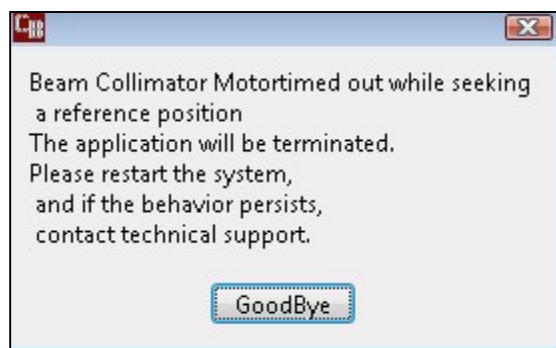 Beam Collimator Motortimed out while seeking
a reference position
The application will be terminated.
Please restart the system,
and if the behavior persists,
contact technical support.
GoodBye